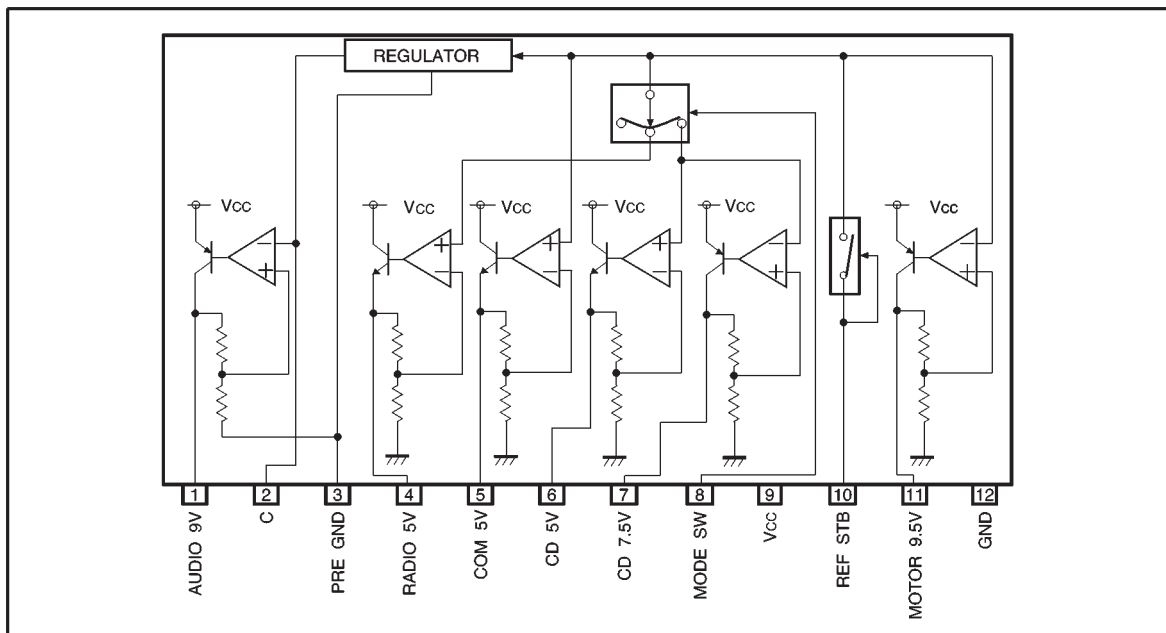 REGULATOR
Vcc Vcc Vcc Vcc Vcc Vcc
− + + + − −
+ − − − + +
1 2 3 4 5 6 7 8 9 10 11 12
AUDIO 9V
C
PRE GND
RADIO 5V
COM 5V
CD 5V
CD 7.5V
MODE SW
Vcc
REF STB
MOTOR 9.5V
GND